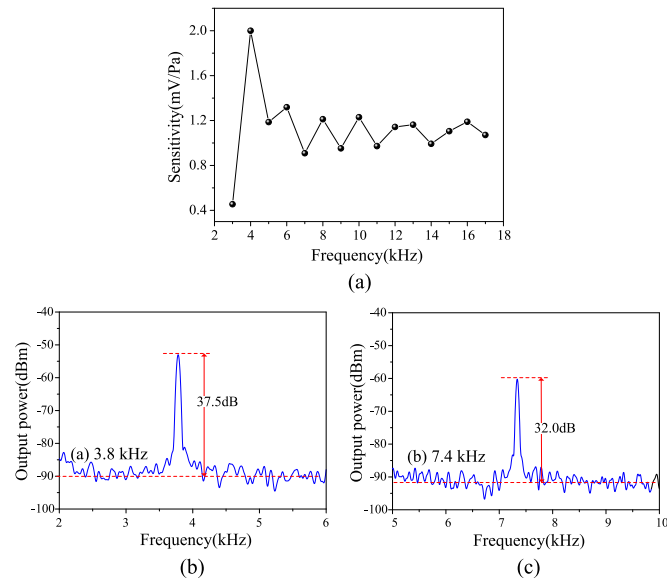 Sensitivity(mV/Pa)
2.0
1.6
1.2
0.8
0.4
2 4 6 8 10 12 14 16 18
Frequency(kHz)
(a)
Output power(dBm)
-40
-50
-60
-70
-80
-90
-100
37.5dB
(a) 3.8 kHz
2 3 4 5 6
Frequency(kHz)
(b)
Output power(dBm)
-40
-50
-60
-70
-80
-90
-100
32.0dB
(b) 7.4 kHz
5 6 7 8 9 10
Frequency(kHz)
(c)